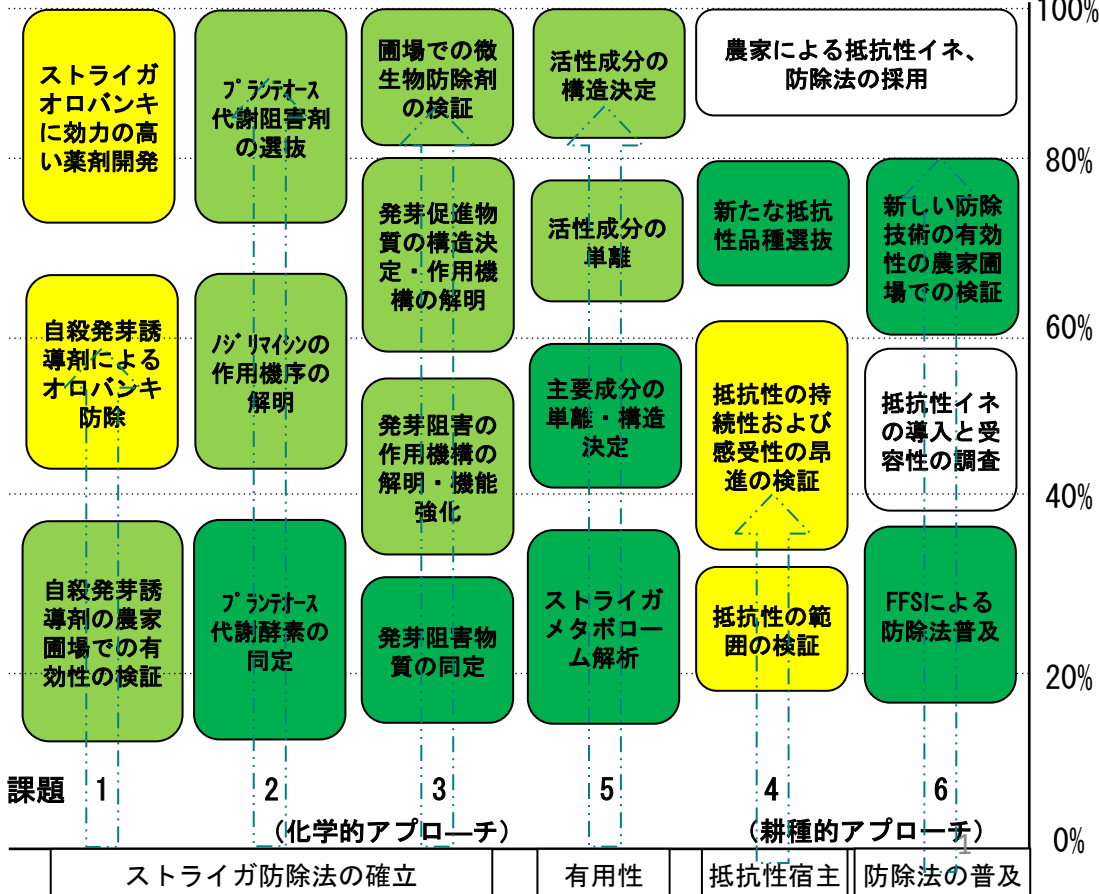 100%
ストライガ
オロバンキ
に効力の高
い薬剤開発
プランテオース
代謝阻害剤
の選抜
圃場での微
生物防除剤
の検証
活性成分の
構造決定
農家による抵抗性イネ、
防除法の採用
80%
発芽促進物
質の構造決
定・作用機
構の解明
活性成分の
単離
新たな抵抗
性品種選抜
新しい防除
技術の有効
性の農家圃
場での検証
60%
自殺発芽誘
導剤による
オロバンキ
防除
ノジリマイシンの
作用機序の
解明
発芽阻害の
作用機構の
解明・機能
強化
主要成分の
単離・構造
決定
抵抗性の持
続性および
感受性の昂
進の検証
抵抗性イネ
の導入と受
容性の調査
40%
自殺発芽誘
導剤の農家
圃場での有
効性の検証
プランテオース
代謝酵素の
同定
発芽阻害物
質の同定
ストライガ
メタボロー
ム解析
抵抗性の範
囲の検証
FFSによる
防除法普及
20%
課題 1 2 3 5 4 6
(化学的アプローチ) (耕種的アプローチ)
1
0%
ストライガ防除法の確立 有用性 抵抗性宿主 防除法の普及